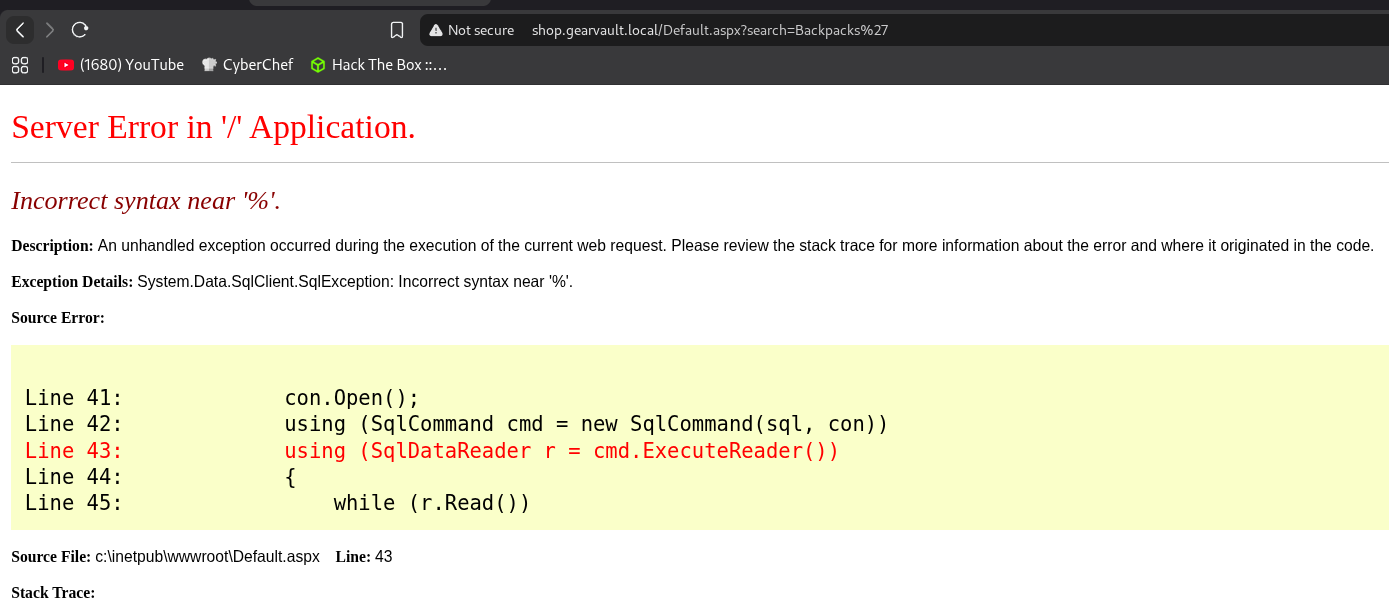 Not secure shop.gearvault.local/Default.aspx?search=Backpacks%27
(1680) YouTube CyberChef Hack The Box ::...
Server Error in '/' Application.
Incorrect syntax near '%'.
Description: An unhandled exception occurred during the execution of the current web request. Please review the stack trace for more information about the error and where it originated in the code.
Exception Details: System.Data.SqlClient.SqlException: Incorrect syntax near '%'.
Source Error:
Line 41:             con.Open();
Line 42:             using (SqlCommand cmd = new SqlCommand(sql, con))
Line 43:             using (SqlDataReader r = cmd.ExecuteReader())
Line 44:             {
Line 45:                 while (r.Read())
Source File: c:\inetpub\wwwroot\Default.aspx    Line: 43
Stack Trace: